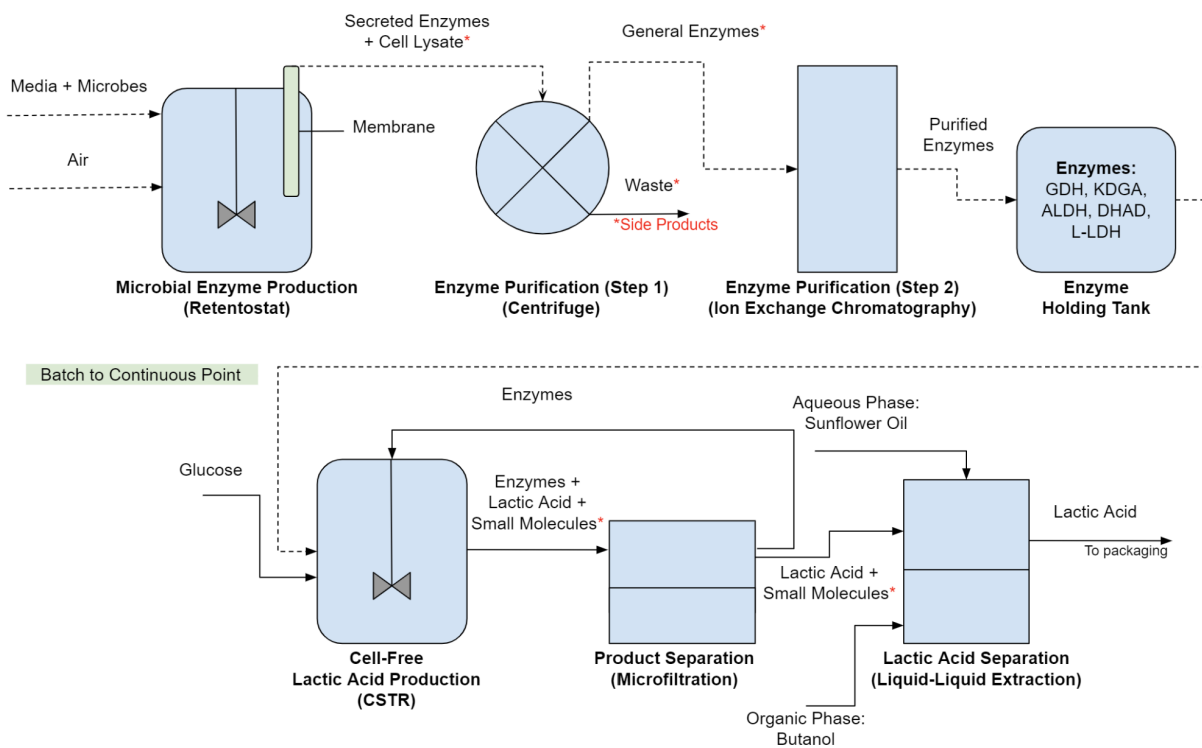 Secreted Enzymes
+ Cell Lysate*
General Enzymes*
Media + Microbes
Membrane
Air
Purified
Enzymes
Waste*
*Side Products
Enzymes:
GDH, KDGA,
ALDH, DHAD,
L-LDH
Microbial Enzyme Production
(Retentostat)
Enzyme Purification (Step 1)
(Centrifuge)
Enzyme Purification (Step 2)
(Ion Exchange Chromatography)
Enzyme
Holding Tank
Batch to Continuous Point
Enzymes
Aqueous Phase:
Sunflower Oil
Glucose
Enzymes +
Lactic Acid +
Small Molecules*
Lactic Acid
To packaging
Lactic Acid +
Small Molecules*
Cell-Free
Lactic Acid Production
(CSTR)
Product Separation
(Microfiltration)
Lactic Acid Separation
(Liquid-Liquid Extraction)
Organic Phase:
Butanol